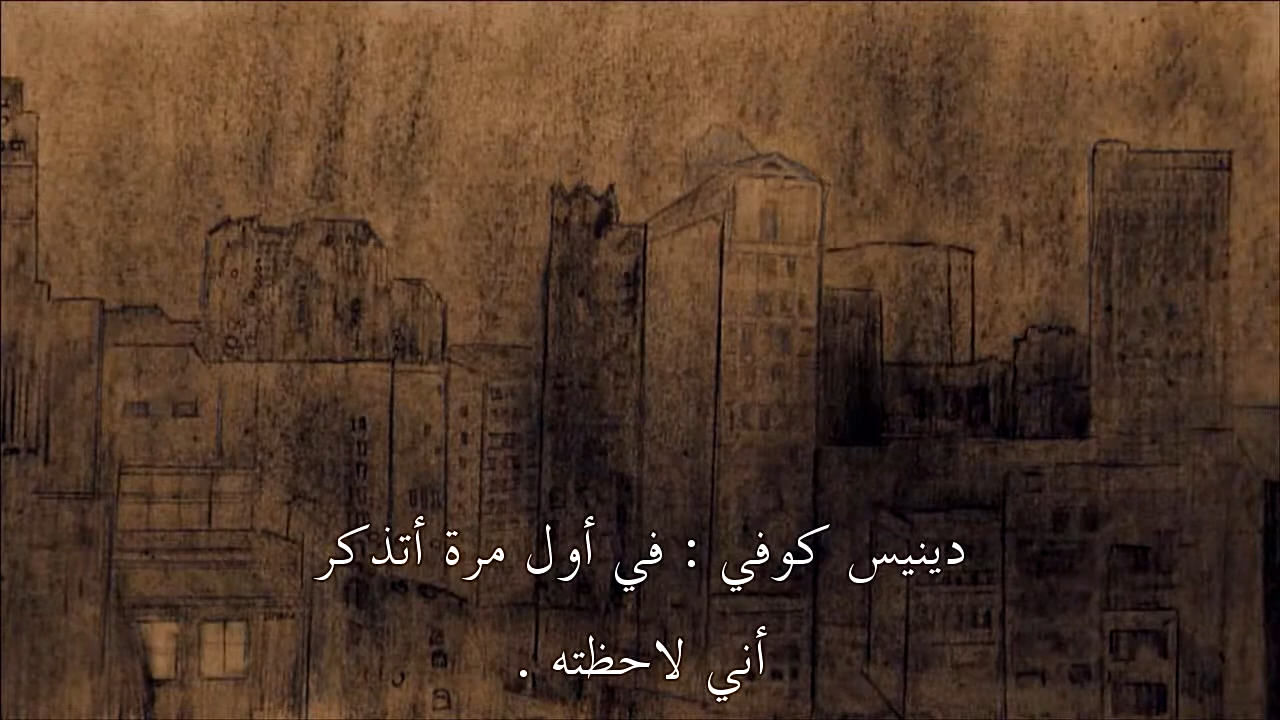 دينيس كوفي : في أول مرة أتذكر
أني لاحظته .